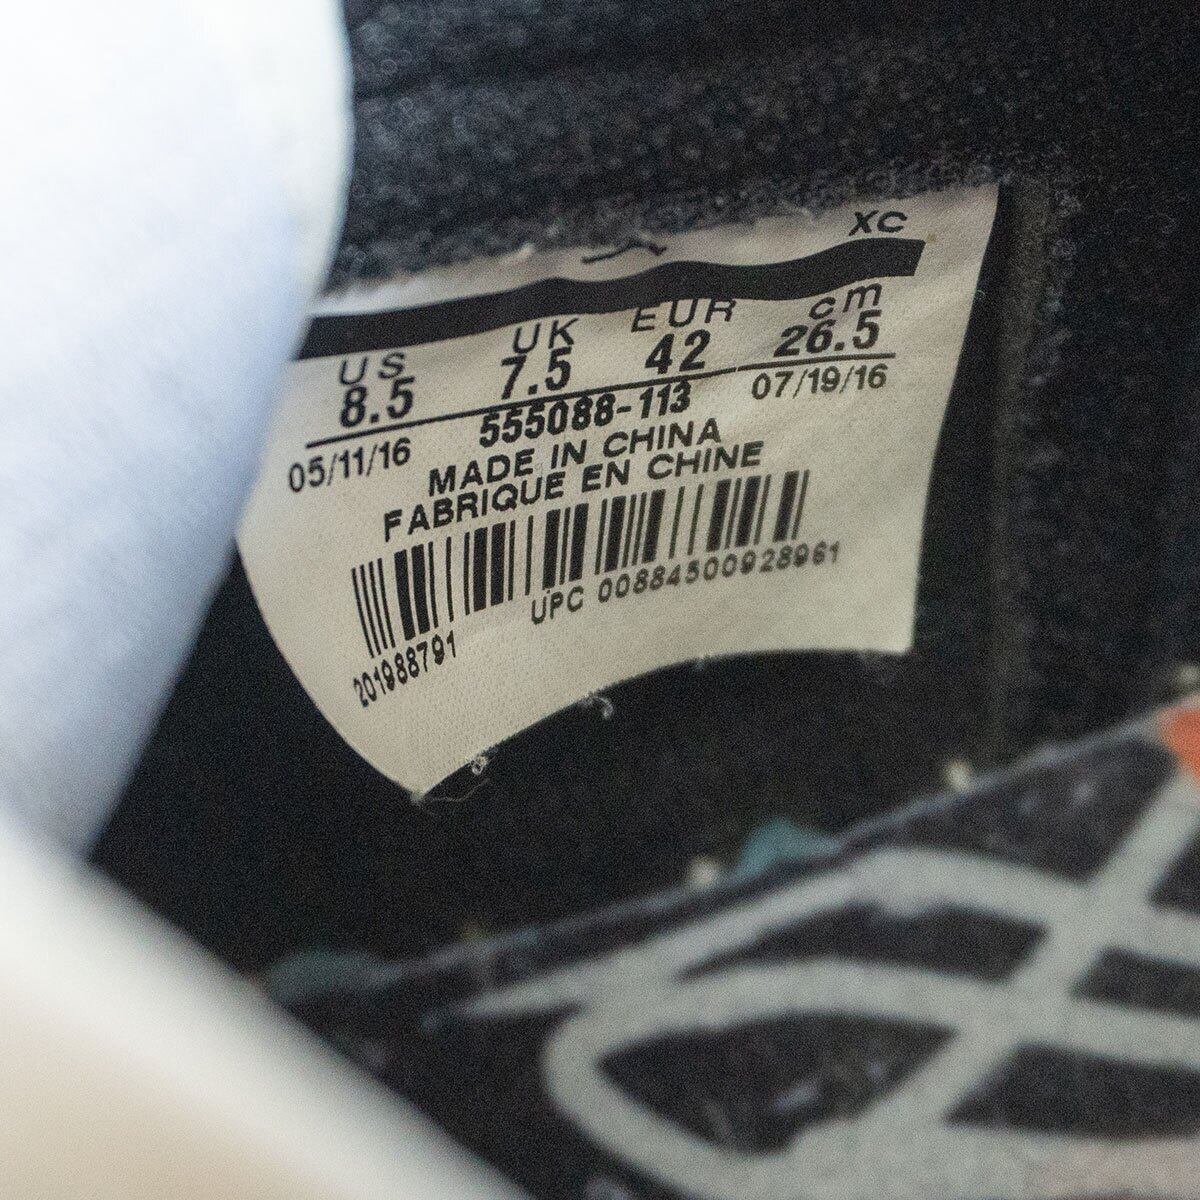 XC
US UK EUR cm
8.5 7.5 42 26.5
05/11/16 555088-113 07/19/16
MADE IN CHINA
FABRIQUE EN CHINE
201988791 UPC 00884500928961